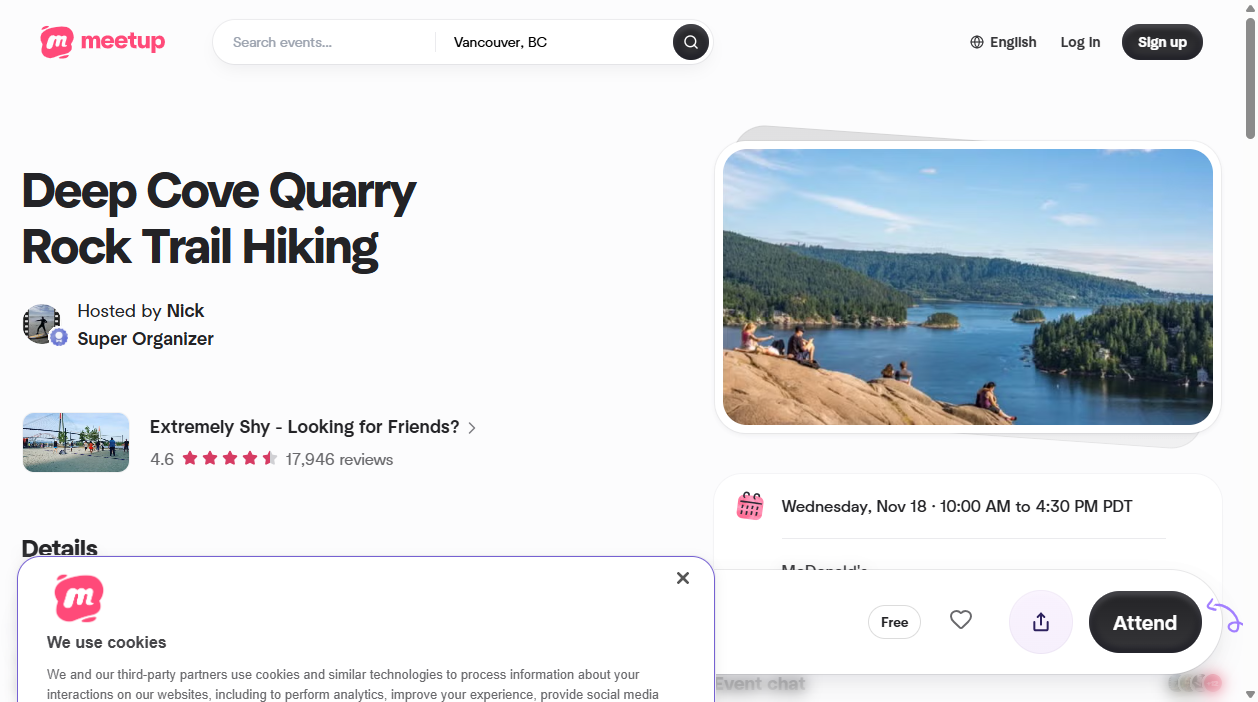 meetup
Search events...
Vancouver, BC
English
Log in
Sign up
Deep Cove Quarry
Rock Trail Hiking
Hosted by Nick
Super Organizer
Extremely Shy - Looking for Friends?
4.6
17,946 reviews
Details
Wednesday, Nov 18 · 10:00 AM to 4:30 PM PDT
McDonald's
Free
Attend
Event chat
We use cookies
We and our third-party partners use cookies and similar technologies to process information about your
interactions on our websites, including to perform analytics, improve your experience, provide social media